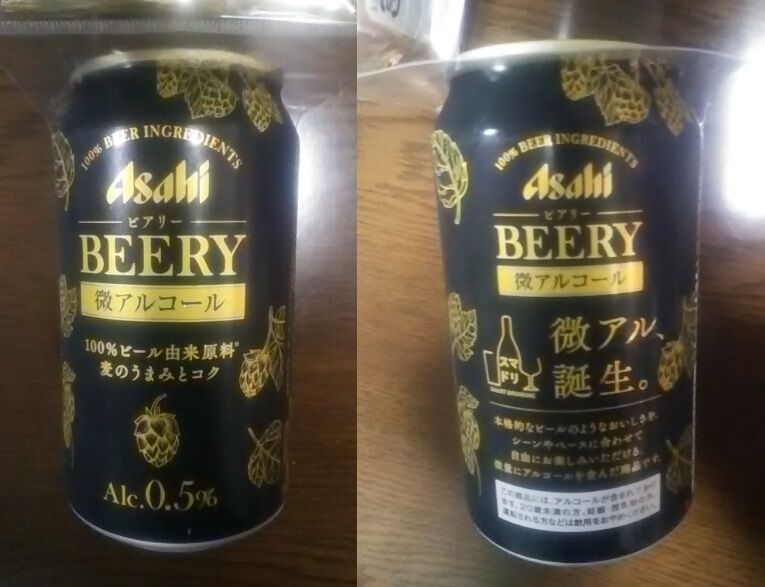 100% BEER INGREDIENTS
Asahi
ビアリー
BEERY
微アルコール
100%ビール由来原料*
麦のうまみとコク
Alc.0.5%
100% BEER INGREDIENTS
Asahi
ビアリー
BEERY
微アルコール
微アル、
誕生。
スマ
ドリ
SMART DRINKING
本格的なビールのようなおいしさを、
シーンやペースに合わせて
自由にお楽しみいただける、
微量にアルコールを含んだ商品です。
この商品には、アルコールが含まれており
ます。20歳未満の方、妊娠・授乳期の方、
運転される方などは飲用をおやめください。